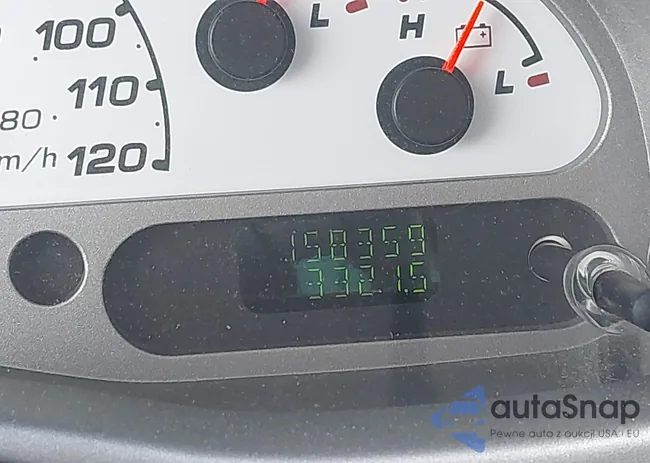 100
L
H
110
L
80
m/h 120
158359
3321.5
autaSnap
Pewne auta z aukcji USA i EU